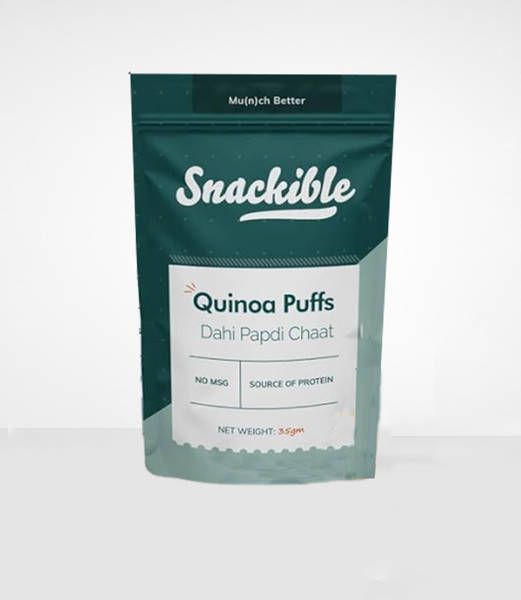 Mu(n)ch Better
Snackible
Quinoa Puffs
Dahi Papdi Chaat
NO MSG
SOURCE OF PROTEIN
NET WEIGHT: 35gm